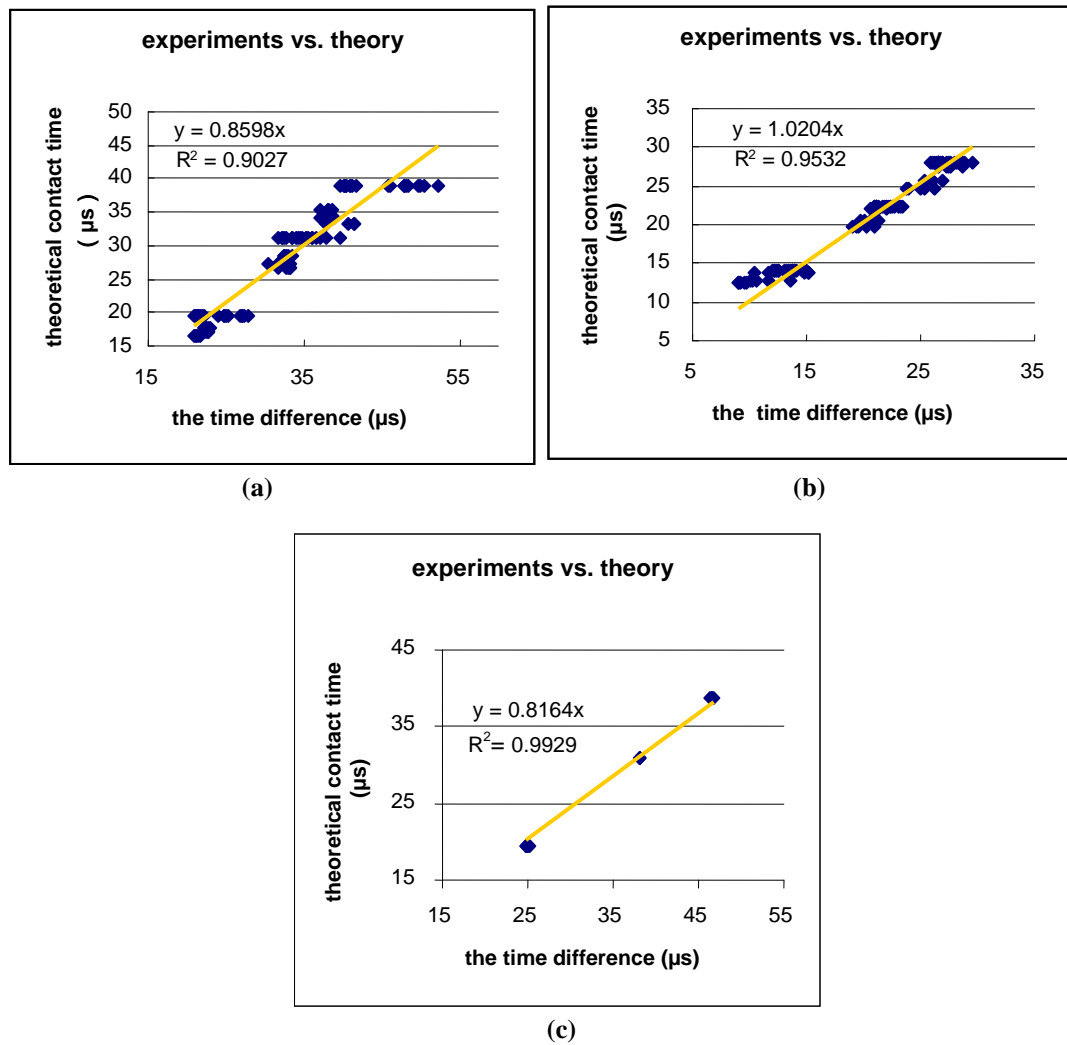 experiments vs. theory
theoretical contact time
( µs )
50
45
40
35
30
25
20
15
y = 0.8598x
R² = 0.9027
15
35
55
the time difference (µs)
(a)
experiments vs. theory
theoretical contact time
(µs)
35
30
25
20
15
10
5
y = 1.0204x
R² = 0.9532
5
15
25
35
the time difference (µs)
(b)
experiments vs. theory
theoretical contact time
(µs)
45
35
25
15
y = 0.8164x
R²= 0.9929
15
25
35
45
55
the time difference (µs)
(c)